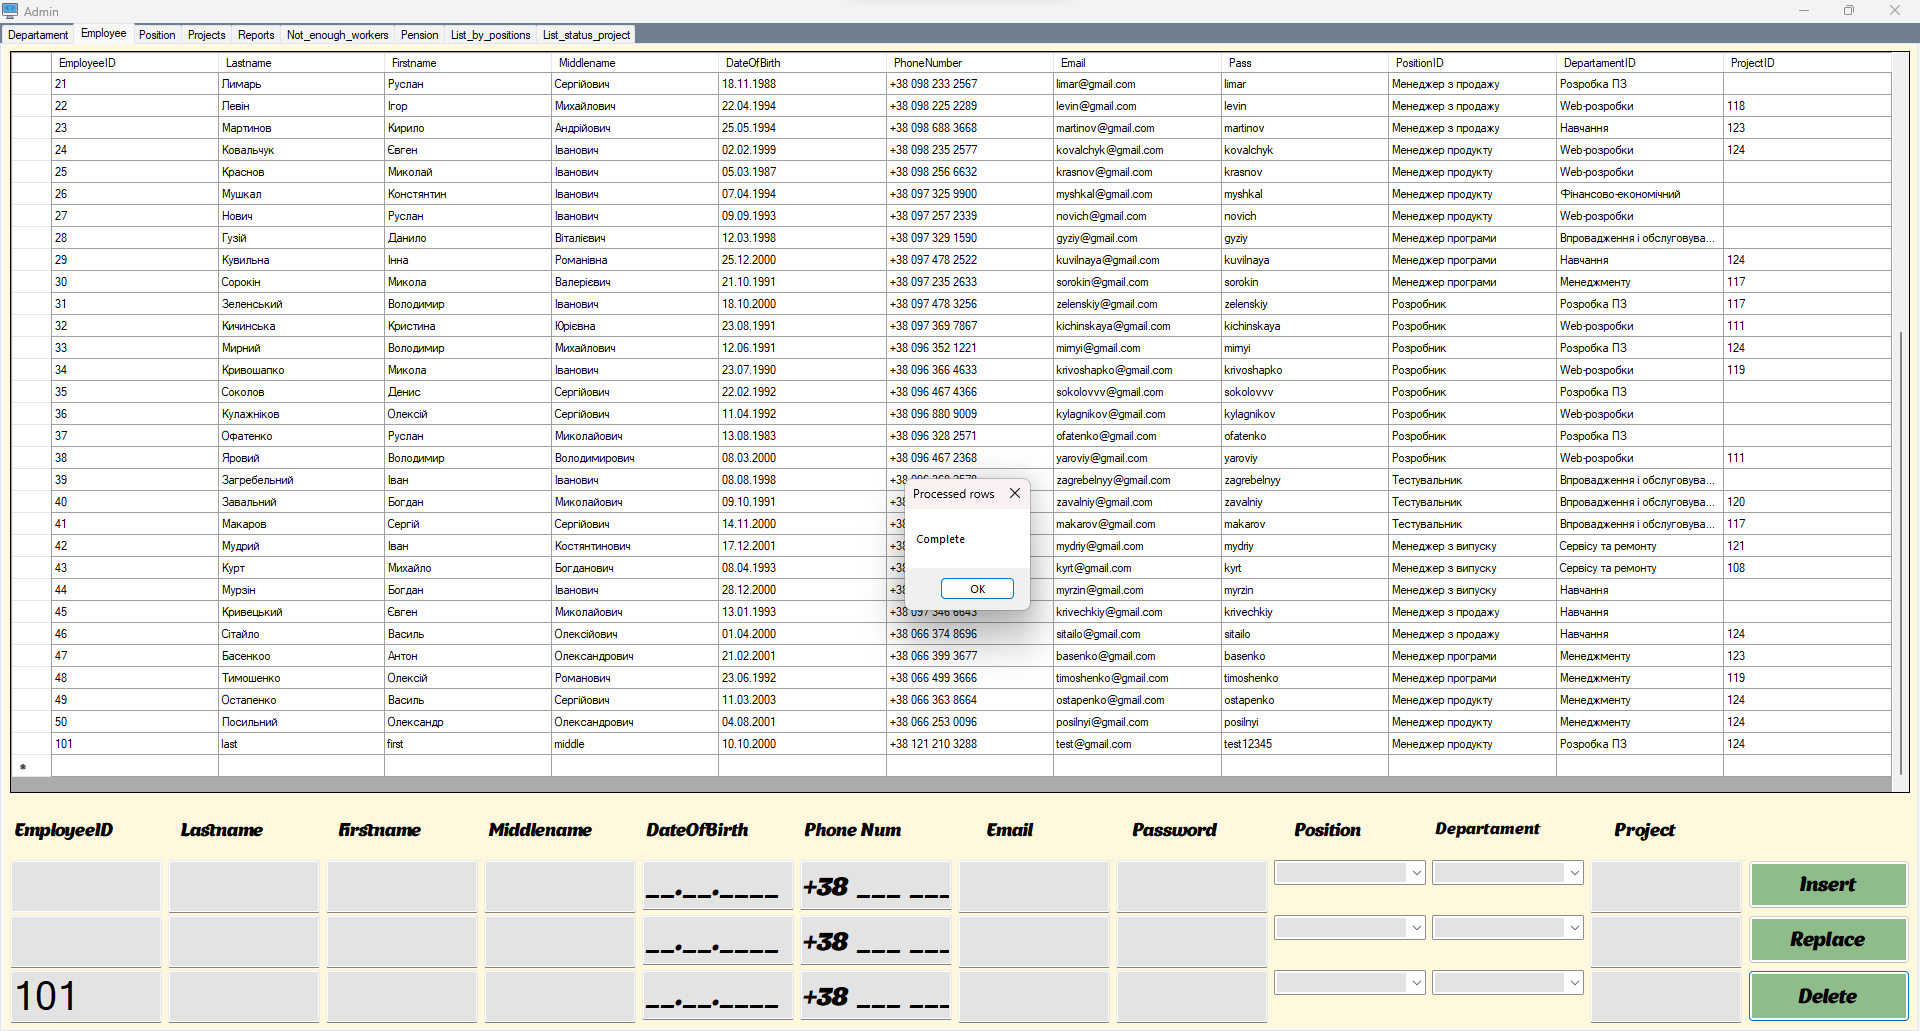 Admin
Departament Employee Position Projects Reports Not_enough_workers Pension List_by_positions List_status_project
EmployeeID Lastname Firstname Middlename DateOfBirth PhoneNumber Email Pass PositionID DepartamentID ProjectID
21 Лимарь Руслан Сергійович 18.11.1988 +38 098 233 2567 limar@gmail.com limar Менеджер з продажу Розробка ПЗ
22 Левін Ігор Михайлович 22.04.1994 +38 098 225 2289 levin@gmail.com levin Менеджер з продажу Web-розробки 118
23 Мартинов Кирило Андрійович 25.05.1994 +38 098 688 3668 martinov@gmail.com martinov Менеджер з продажу Навчання 123
24 Ковальчук Євген Іванович 02.02.1999 +38 098 235 2577 kovalchyk@gmail.com kovalchyk Менеджер продукту Web-розробки 124
25 Краснов Миколай Іванович 05.03.1987 +38 098 256 6632 krasnov@gmail.com krasnov Менеджер продукту Web-розробки
26 Мушкал Констянтин Іванович 07.04.1994 +38 097 325 9900 myshkal@gmail.com myshkal Менеджер продукту Фінансово-економічний
27 Нович Руслан Іванович 09.09.1993 +38 097 257 2339 novich@gmail.com novich Менеджер продукту Web-розробки
28 Гузій Данило Віталієвич 12.03.1998 +38 097 329 1590 gyziy@gmail.com gyziy Менеджер програми Впровадження і обслуговува...
29 Кувильна Інна Романівна 25.12.2000 +38 097 478 2522 kuvilnaya@gmail.com kuvilnaya Менеджер програми Навчання 124
30 Сорокін Микола Валерієвич 21.10.1991 +38 097 235 2633 sorokin@gmail.com sorokin Менеджер програми Менеджменту 117
31 Зеленський Володимир Іванович 18.10.2000 +38 097 478 3256 zelenskiy@gmail.com zelenskiy Розробник Розробка ПЗ 117
32 Кичинська Кристина Юрієвна 23.08.1991 +38 097 369 7867 kichinskaya@gmail.com kichinskaya Розробник Web-розробки 111
33 Мирний Володимир Михайлович 12.06.1991 +38 096 352 1221 mirnyi@gmail.com mirnyi Розробник Розробка ПЗ 124
34 Кривошапко Микола Іванович 23.07.1990 +38 096 366 4633 krivoshapko@gmail.com krivoshapko Розробник Web-розробки 119
35 Соколов Денис Сергійович 22.02.1992 +38 096 467 4366 sokolovvv@gmail.com sokolovvv Розробник Розробка ПЗ
36 Кулажніков Олексій Сергійович 11.04.1992 +38 096 880 9009 kylagnikov@gmail.com kylagnikov Розробник Web-розробки
37 Офатенко Руслан Миколайович 13.08.1983 +38 096 328 2571 ofatenko@gmail.com ofatenko Розробник Розробка ПЗ
38 Яровий Володимир Володимирович 08.03.2000 +38 096 467 2368 yaroviy@gmail.com yaroviy Розробник Web-розробки 111
39 Загребельний Іван Іванович 08.08.1998 +38 zagrebelnyy@gmail.com zagrebelnyy Тестувальник Впровадження і обслуговува...
40 Завальний Богдан Миколайович 09.10.1991 +38 zavalniy@gmail.com zavalniy Тестувальник Впровадження і обслуговува... 120
41 Макаров Сергій Сергійович 14.11.2000 +38 makarov@gmail.com makarov Тестувальник Впровадження і обслуговува... 117
42 Мудрий Іван Костянтинович 17.12.2001 +38 mydriy@gmail.com mydriy Менеджер з випуску Сервісу та ремонту 121
43 Курт Михайло Богданович 08.04.1993 +38 kyrt@gmail.com kyrt Менеджер з випуску Сервісу та ремонту 108
44 Мурзін Богдан Іванович 28.12.2000 +38 myrzin@gmail.com myrzin Менеджер з випуску Навчання
45 Кривецький Євген Миколайович 13.01.1993 +38 097 346 6643 krivechkiy@gmail.com krivechkiy Менеджер з продажу Навчання
46 Сітайло Василь Олексійович 01.04.2000 +38 066 374 8696 sitailo@gmail.com sitailo Менеджер з продажу Навчання 124
47 Басенкоо Антон Олександрович 21.02.2001 +38 066 399 3677 basenko@gmail.com basenko Менеджер програми Менеджменту 123
48 Тимошенко Олексій Романович 23.06.1992 +38 066 499 3666 timoshenko@gmail.com timoshenko Менеджер програми Менеджменту 119
49 Остапенко Василь Сергійович 11.03.2003 +38 066 363 8664 ostapenko@gmail.com ostapenko Менеджер продукту Менеджменту 124
50 Посильний Олександр Олександрович 04.08.2001 +38 066 253 0096 posilnyi@gmail.com posilnyi Менеджер продукту Менеджменту 124
101 last first middle 10.10.2000 +38 121 210 3288 test@gmail.com test12345 Менеджер продукту Розробка ПЗ 124
*
Processed rows
Complete
OK
EmployeeID Lastname Firstname Middlename DateOfBirth Phone Num Email Password Position Departament Project
__.__.____ +38 ___ ___ Insert
__.__.____ +38 ___ ___ Replace
101 __.__.____ +38 ___ ___ Delete